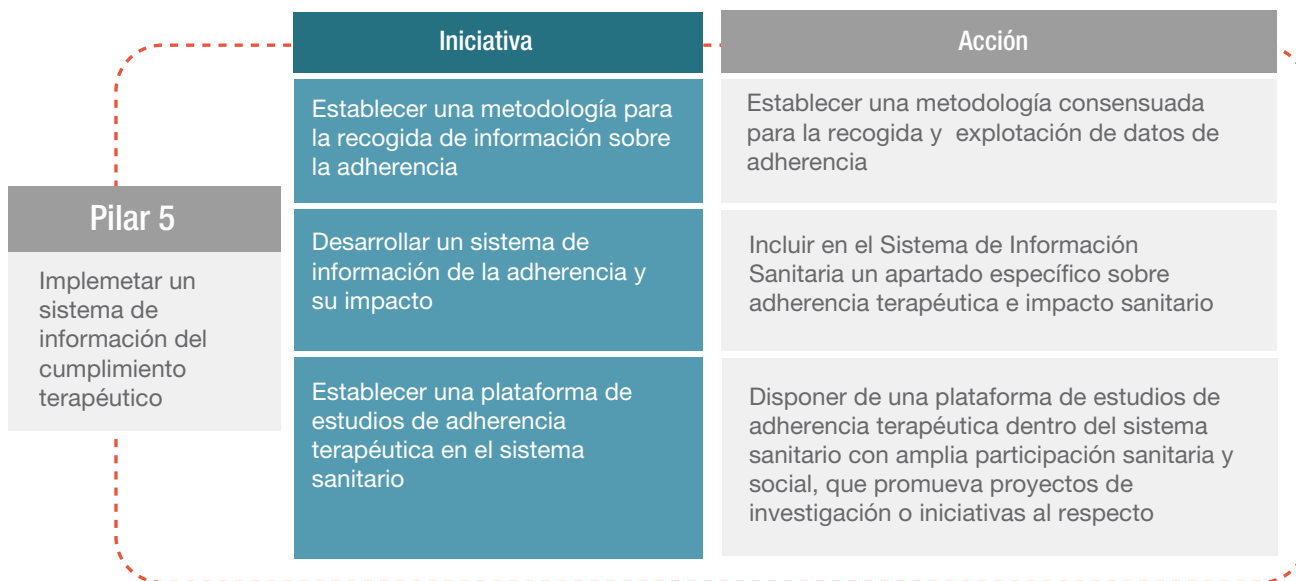 Iniciativa
Acción
Pilar 5
Implemetar un
sistema de
información del
cumplimiento
terapéutico
Establecer una metodología para
la recogida de información sobre
la adherencia
Establecer una metodología consensuada
para la recogida y explotación de datos de
adherencia
Desarrollar un sistema de
información de la adherencia y
su impacto
Incluir en el Sistema de Información
Sanitaria un apartado específico sobre
adherencia terapéutica e impacto sanitario
Establecer una plataforma de
estudios de adherencia
terapéutica en el sistema
sanitario
Disponer de una plataforma de estudios de
adherencia terapéutica dentro del sistema
sanitario con amplia participación sanitaria y
social, que promueva proyectos de
investigación o iniciativas al respecto